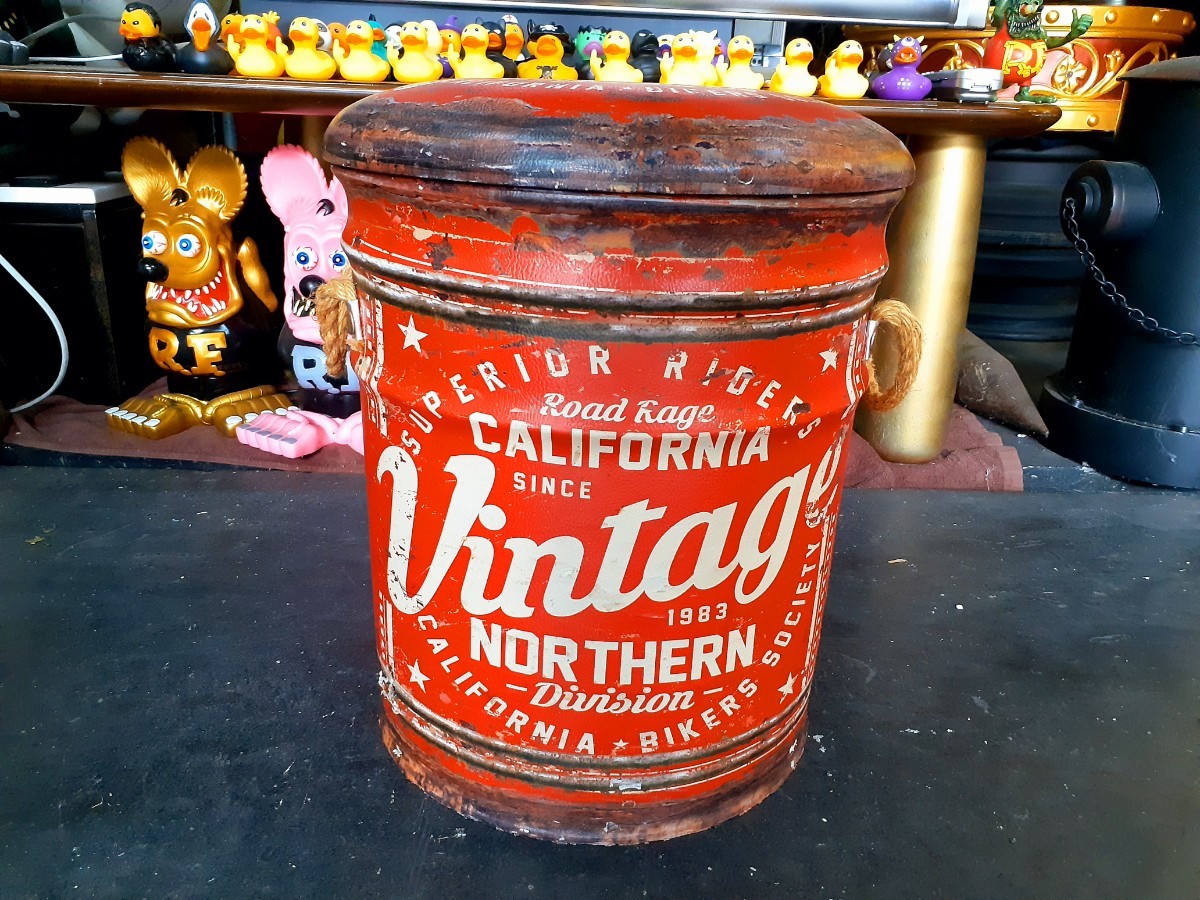 SUPERIOR RIDERS
Road Rage
CALIFORNIA
SINCE
Vintage
1983
NORTHERN
Division
CALIFORNIA ★ BIKERS SOCIETY
R.F.
R
RF